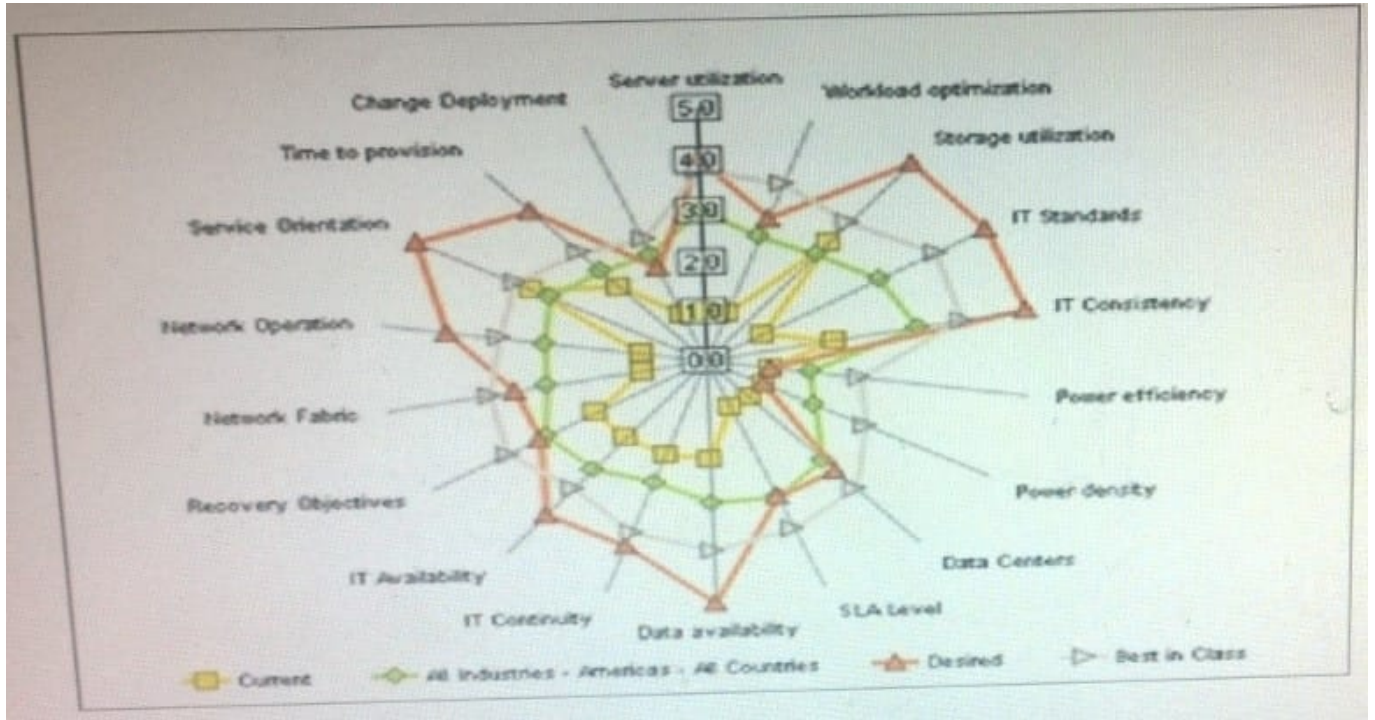 Server utilization
Workload optimization
Storage utilization
IT Standards
IT Consistency
Power efficiency
Power density
Data Centers
SLA Level
Data availability
IT Continuity
IT Availability
Recovery Objectives
Network Fabric
Network Operation
Service Orientation
Time to provision
Change Deployment
5.0
4.0
3.0
2.0
1.0
0.0
Current All Industries - Americas - All Countries Desired Best in Class